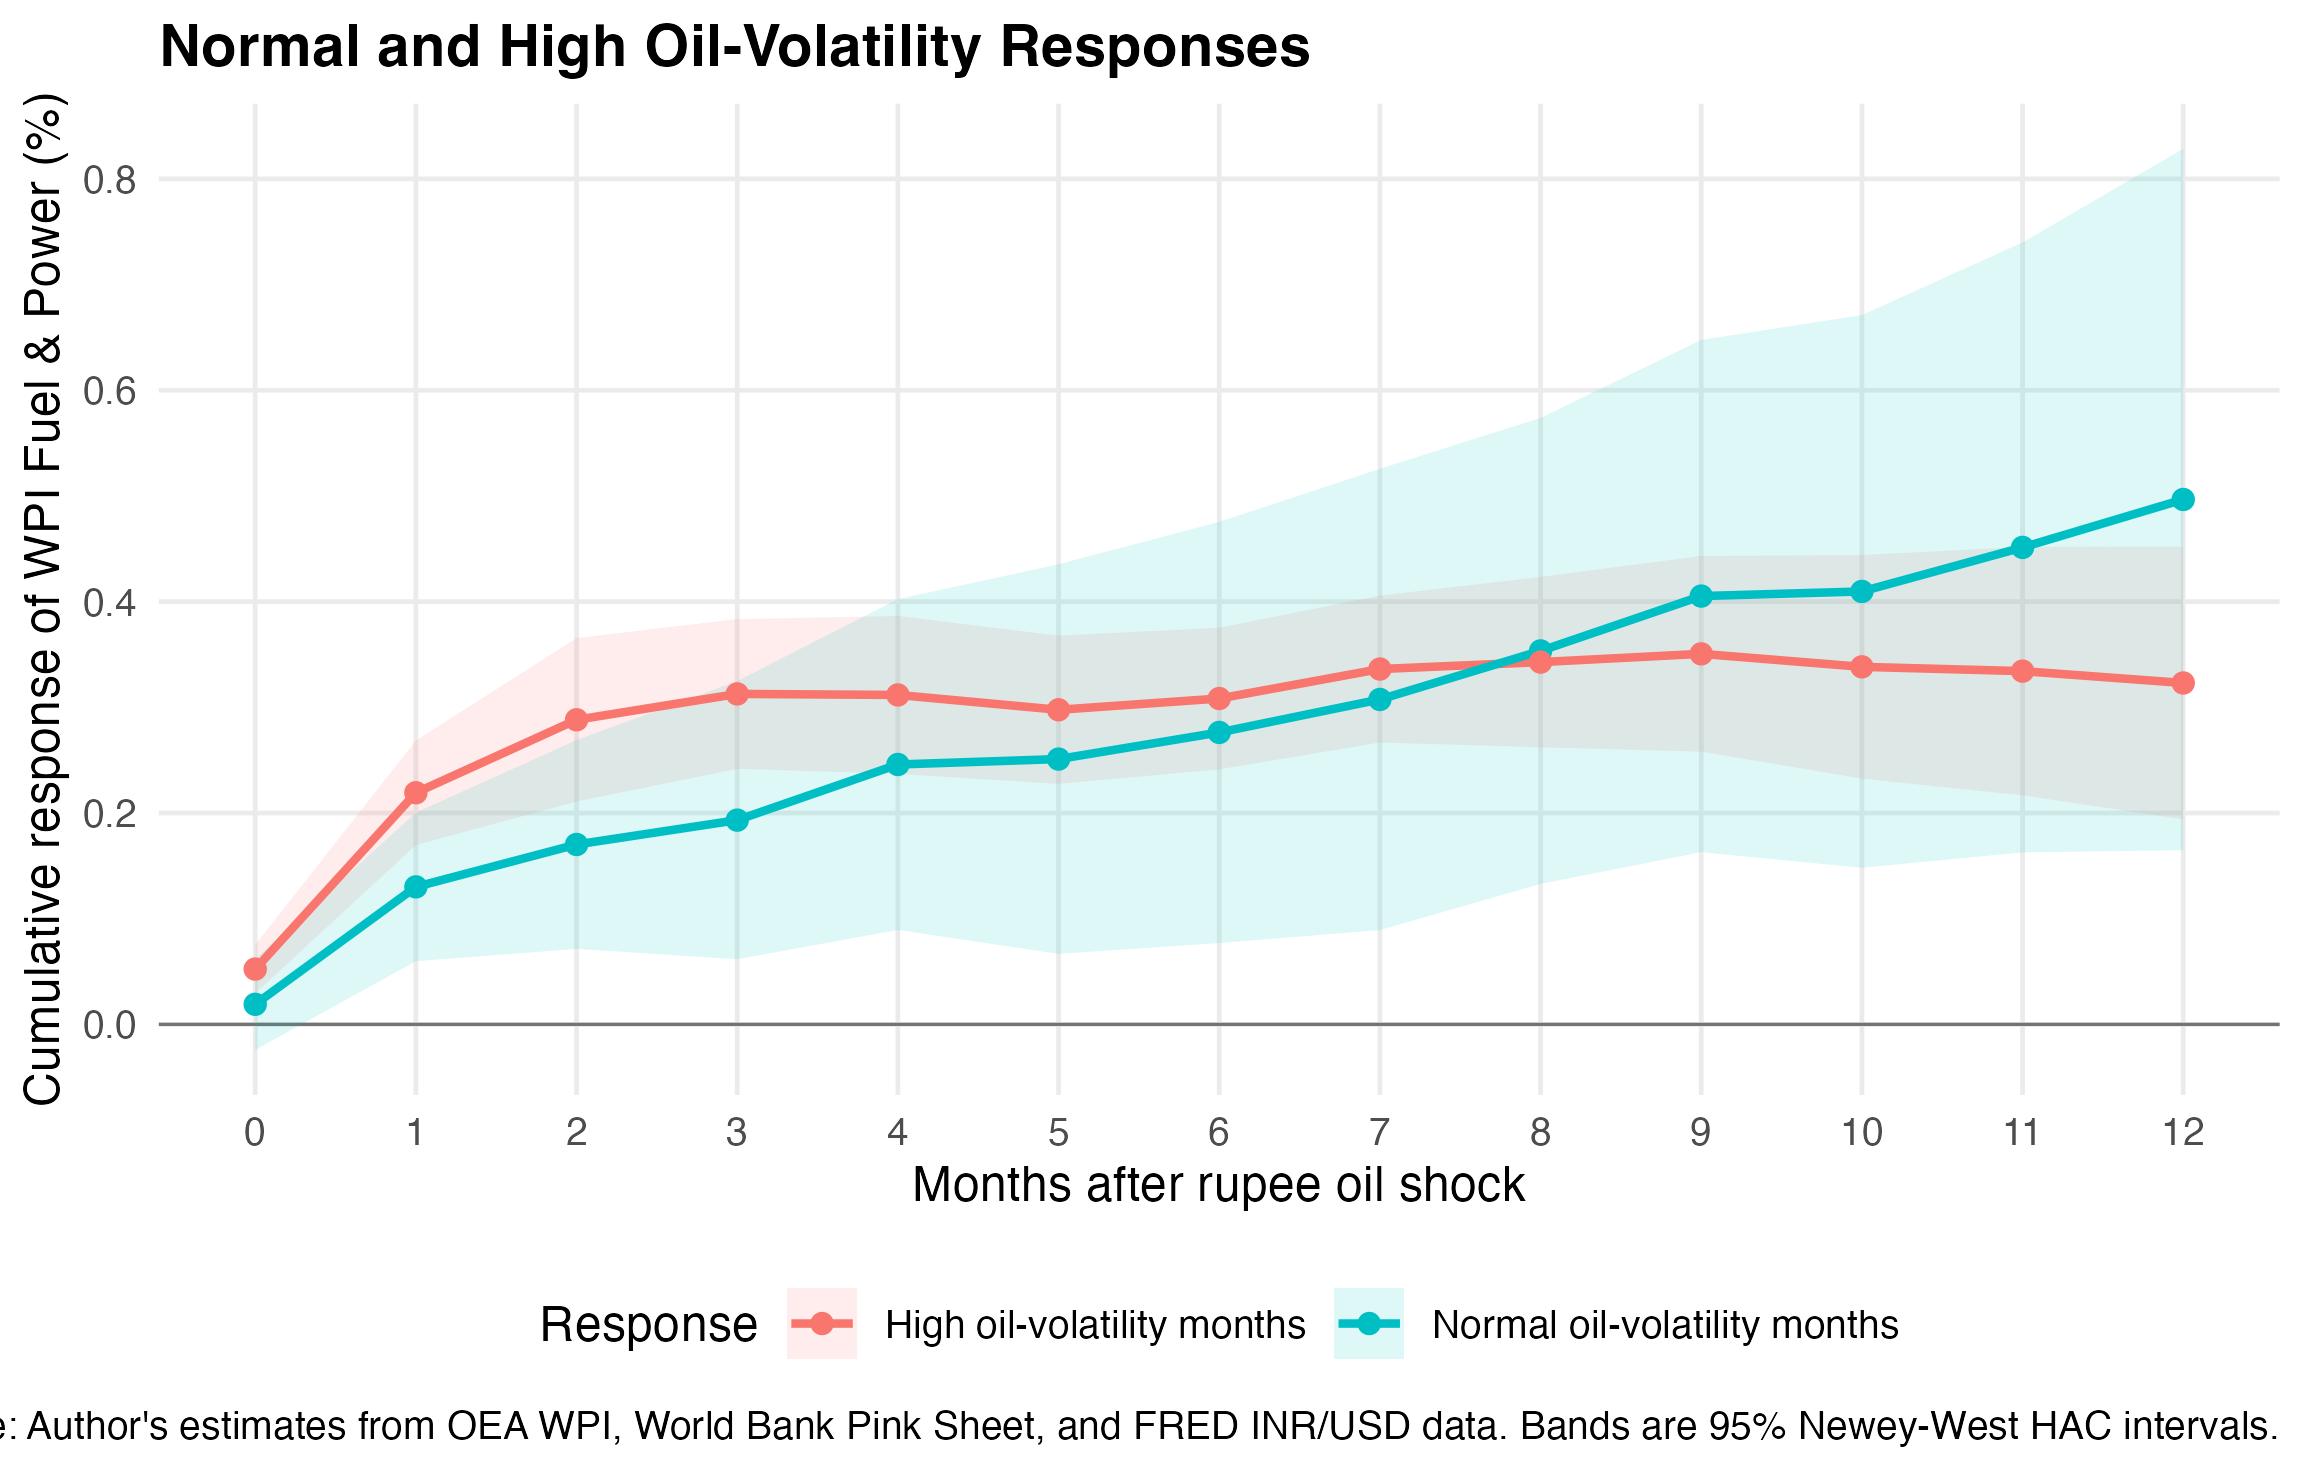 Normal and High Oil-Volatility Responses
Cumulative response of WPI Fuel & Power (%)
0.8
0.6
0.4
0.2
0.0
0 1 2 3 4 5 6 7 8 9 10 11 12
Months after rupee oil shock
Response High oil-volatility months Normal oil-volatility months
e: Author's estimates from OEA WPI, World Bank Pink Sheet, and FRED INR/USD data. Bands are 95% Newey-West HAC intervals.